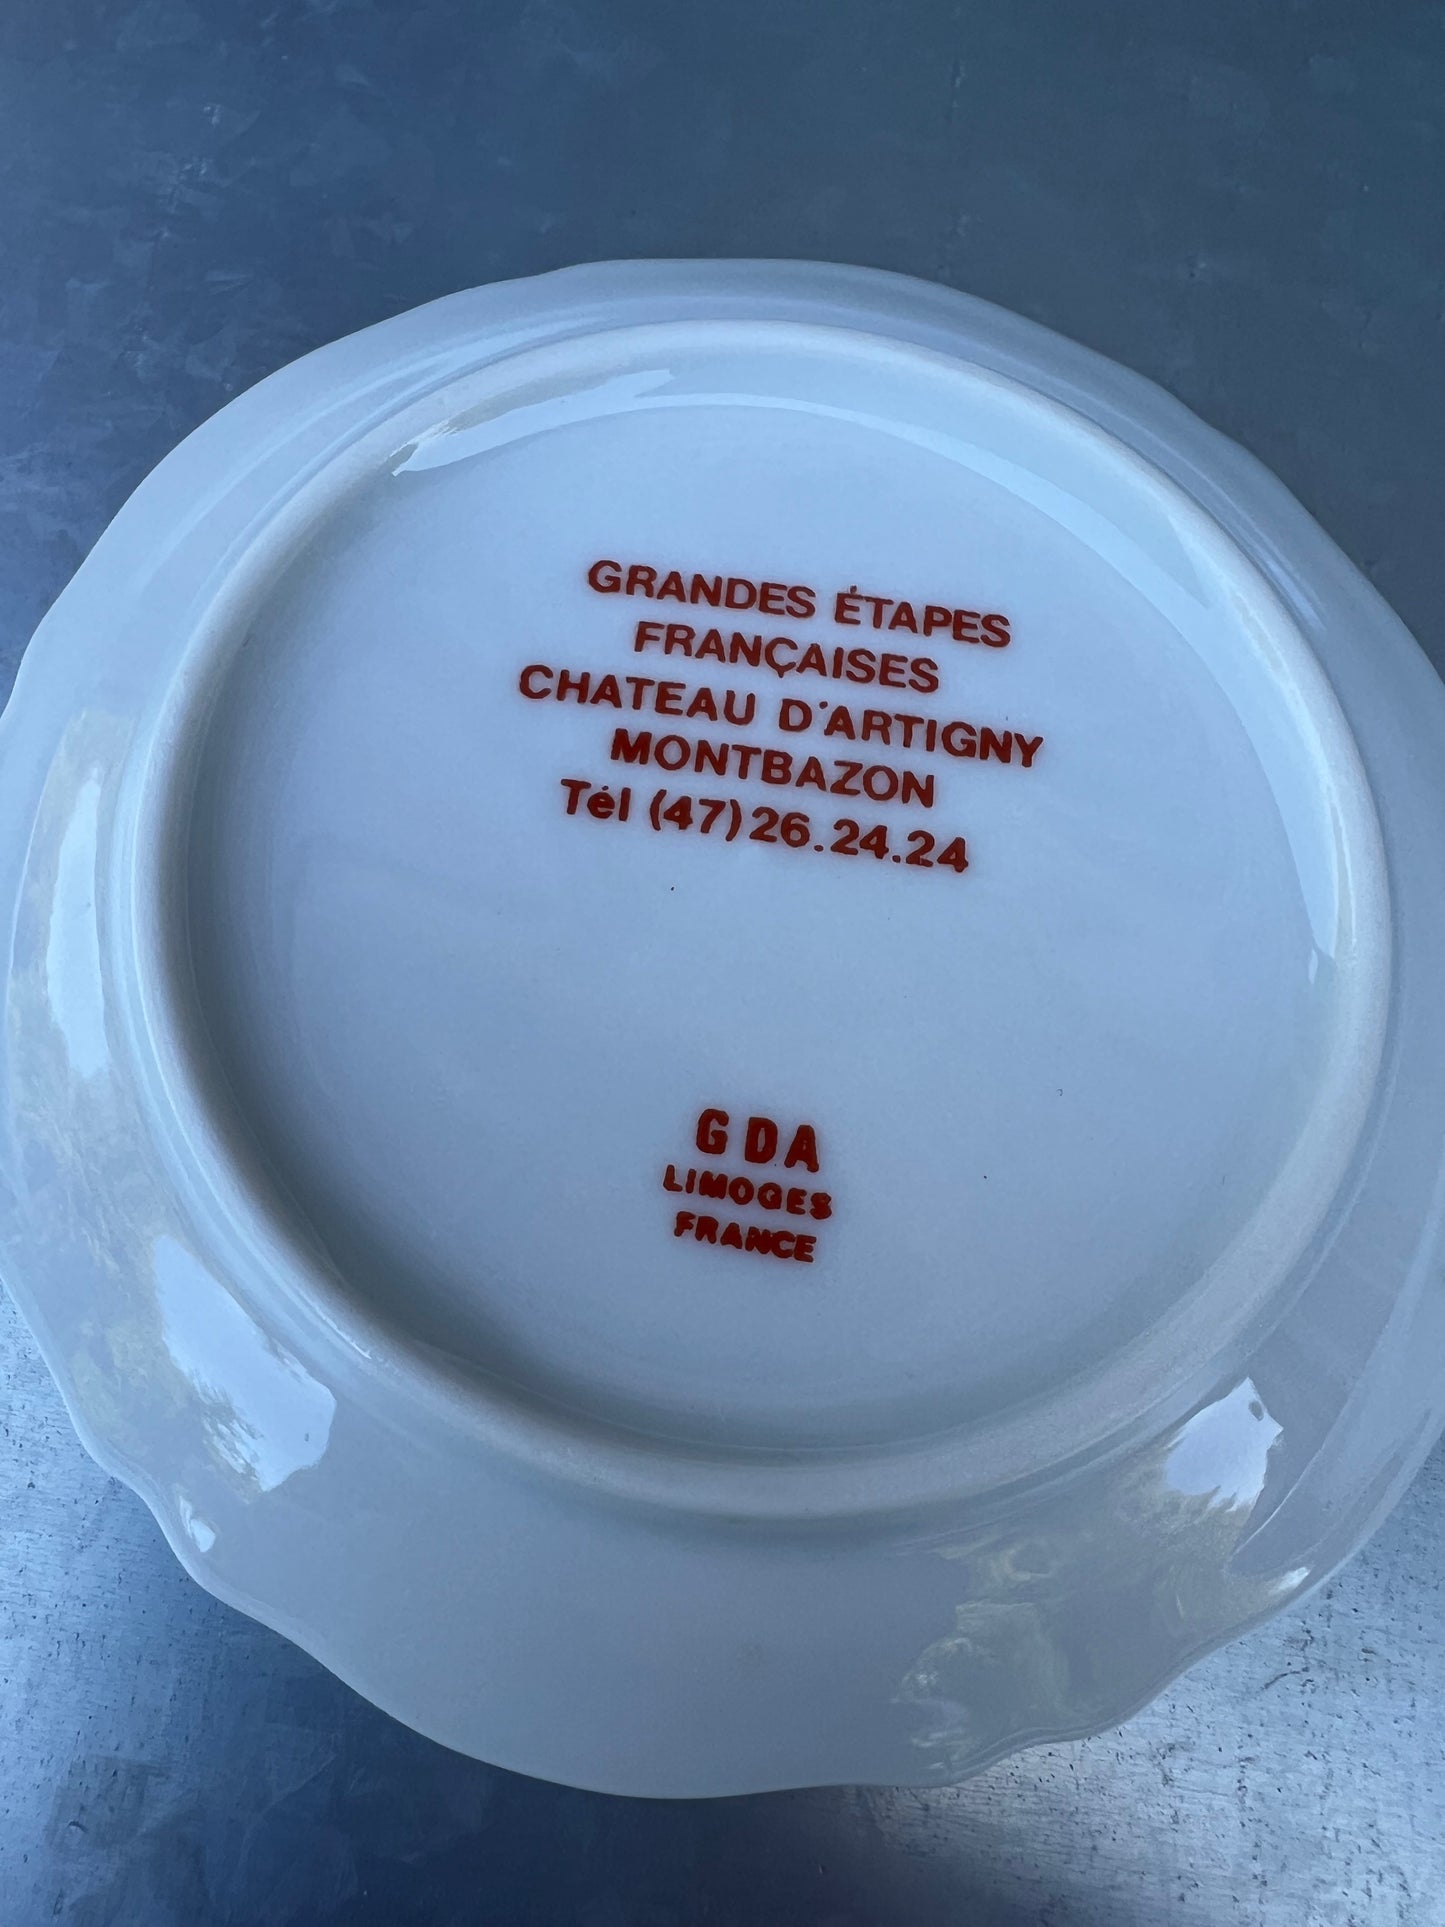 GRANDES ÉTAPES
FRANÇAISES
CHATEAU D'ARTIGNY
MONTBAZON
Tél (47) 26.24.24
GDA
LIMOGES
FRANCE